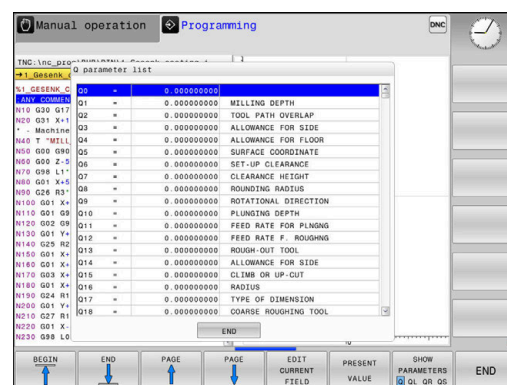 Manual operation
Programming
DNC
TNC:\nc_pro
→1_Gesenk_
Q parameter list
%1_GESENK_C
ANY COMMEN
N10 G30 G17
N20 G31 X+1
* - Machine
N40 T "MILL_
N50 G00 G90
N60 G00 Z-5
N70 G98 L1*
N60 G01 X+5
N90 G26 R3*
N100 G01 X+
N110 G01 G9
N120 G02 G9
N130 G01 Y+
N140 G25 R2
N150 G01 X+
N160 G01 X+
N170 G03 X+
N180 G01 X+
N190 G24 R1
N200 G01 Y+
N210 G27 R1
N220 G01 X-
N230 G98 L0
Q0 = 0.000000000
Q1 = 0.000000000 MILLING DEPTH
Q2 = 0.000000000 TOOL PATH OVERLAP
Q3 = 0.000000000 ALLOWANCE FOR SIDE
Q4 = 0.000000000 ALLOWANCE FOR FLOOR
Q5 = 0.000000000 SURFACE COORDINATE
Q6 = 0.000000000 SET-UP CLEARANCE
Q7 = 0.000000000 CLEARANCE HEIGHT
Q8 = 0.000000000 ROUNDING RADIUS
Q9 = 0.000000000 ROTATIONAL DIRECTION
Q10 = 0.000000000 PLUNGING DEPTH
Q11 = 0.000000000 FEED RATE FOR PLNGNG
Q12 = 0.000000000 FEED RATE F. ROUGHNG
Q13 = 0.000000000 ROUGH-OUT TOOL
Q14 = 0.000000000 ALLOWANCE FOR SIDE
Q15 = 0.000000000 CLIMB OR UP-CUT
Q16 = 0.000000000 RADIUS
Q17 = 0.000000000 TYPE OF DIMENSION
Q18 = 0.000000000 COARSE ROUGHING TOOL
END
BEGIN
END
PAGE
PAGE
EDIT
CURRENT
FIELD
PRESENT
VALUE
SHOW
PARAMETERS
Q QL QR QS
END